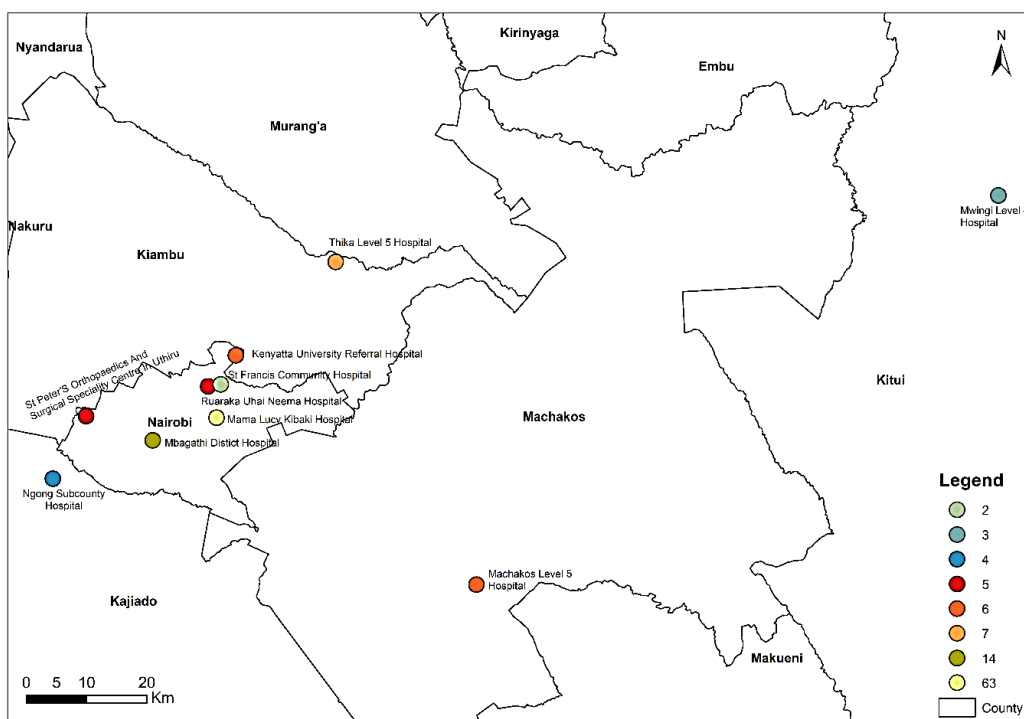 Kirinyaga
N
Nyandarua
Embu
Murang'a
Mwingi Level
Hospital
Nakuru
Thika Level 5 Hospital
Kiambu
Kenyatta University Referral Hospital
St Peter'S Orthopaedics And
Surgical Speciality Centre In Uthiru
St Francis Community Hospital
Kitui
Ruaraka Uhai Neema Hospital
Nairobi
Mama Lucy Kibaki Hospital
Machakos
Mbagathi Distict Hospital
Ngong Subcounty
Hospital
Legend
2
3
4
5
6
7
14
63
County
Machakos Level 5
Hospital
Kajiado
Makueni
0 5 10 20
Km